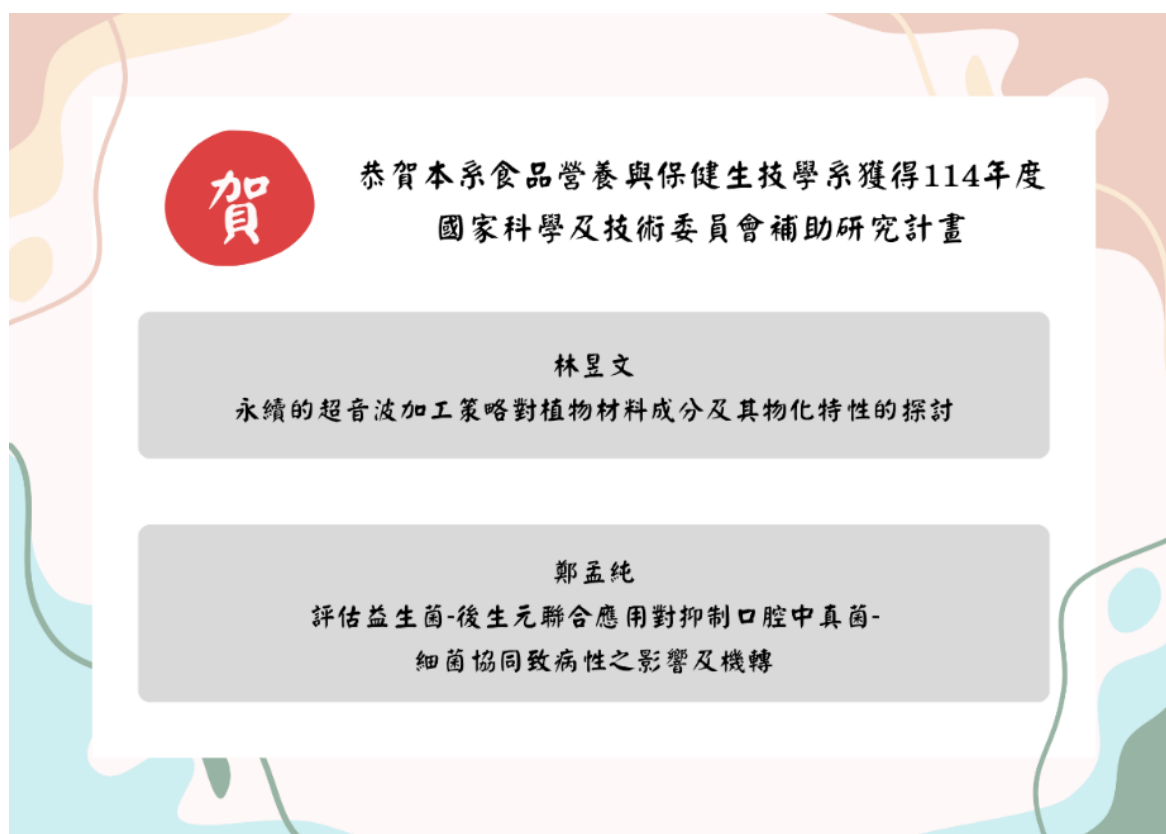 賀
恭賀本系食品營養與保健生技學系獲得114年度
國家科學及技術委員會補助研究計畫
林昱文
永續的超音波加工策略對植物材料成分及其物化特性的探討
鄭孟純
評估益生菌-後生元聯合應用對抑制口腔中真菌-
細菌協同致病性之影響及機轉